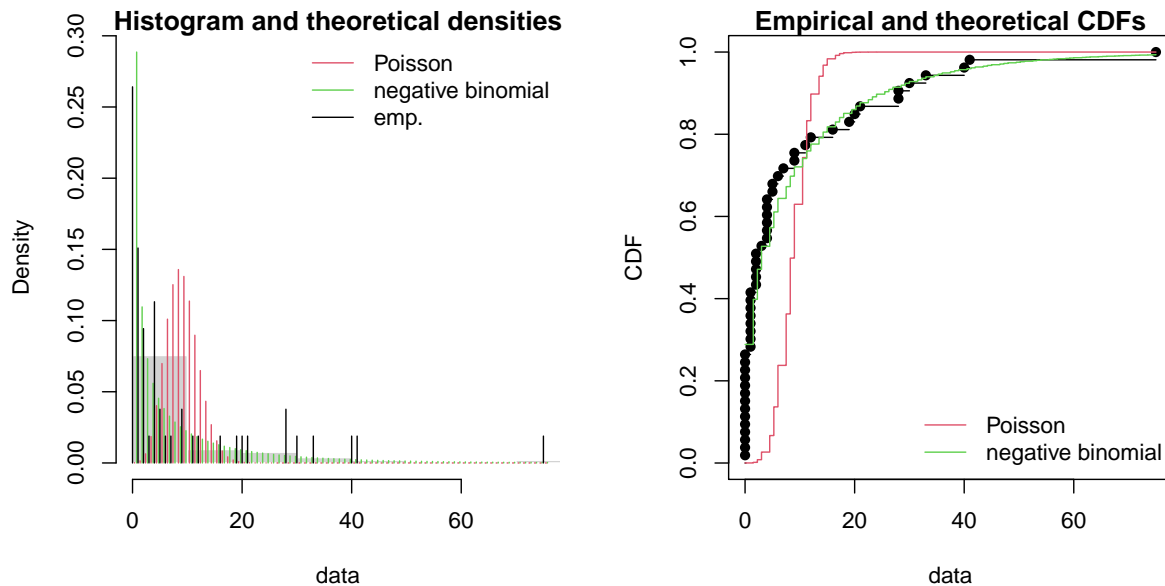 Histogram and theoretical densities
Density
0.00 0.05 0.10 0.15 0.20 0.25 0.30
Poisson
negative binomial
emp.
0 20 40 60
data
Empirical and theoretical CDFs
CDF
0.0 0.2 0.4 0.6 0.8 1.0
Poisson
negative binomial
0 20 40 60
data